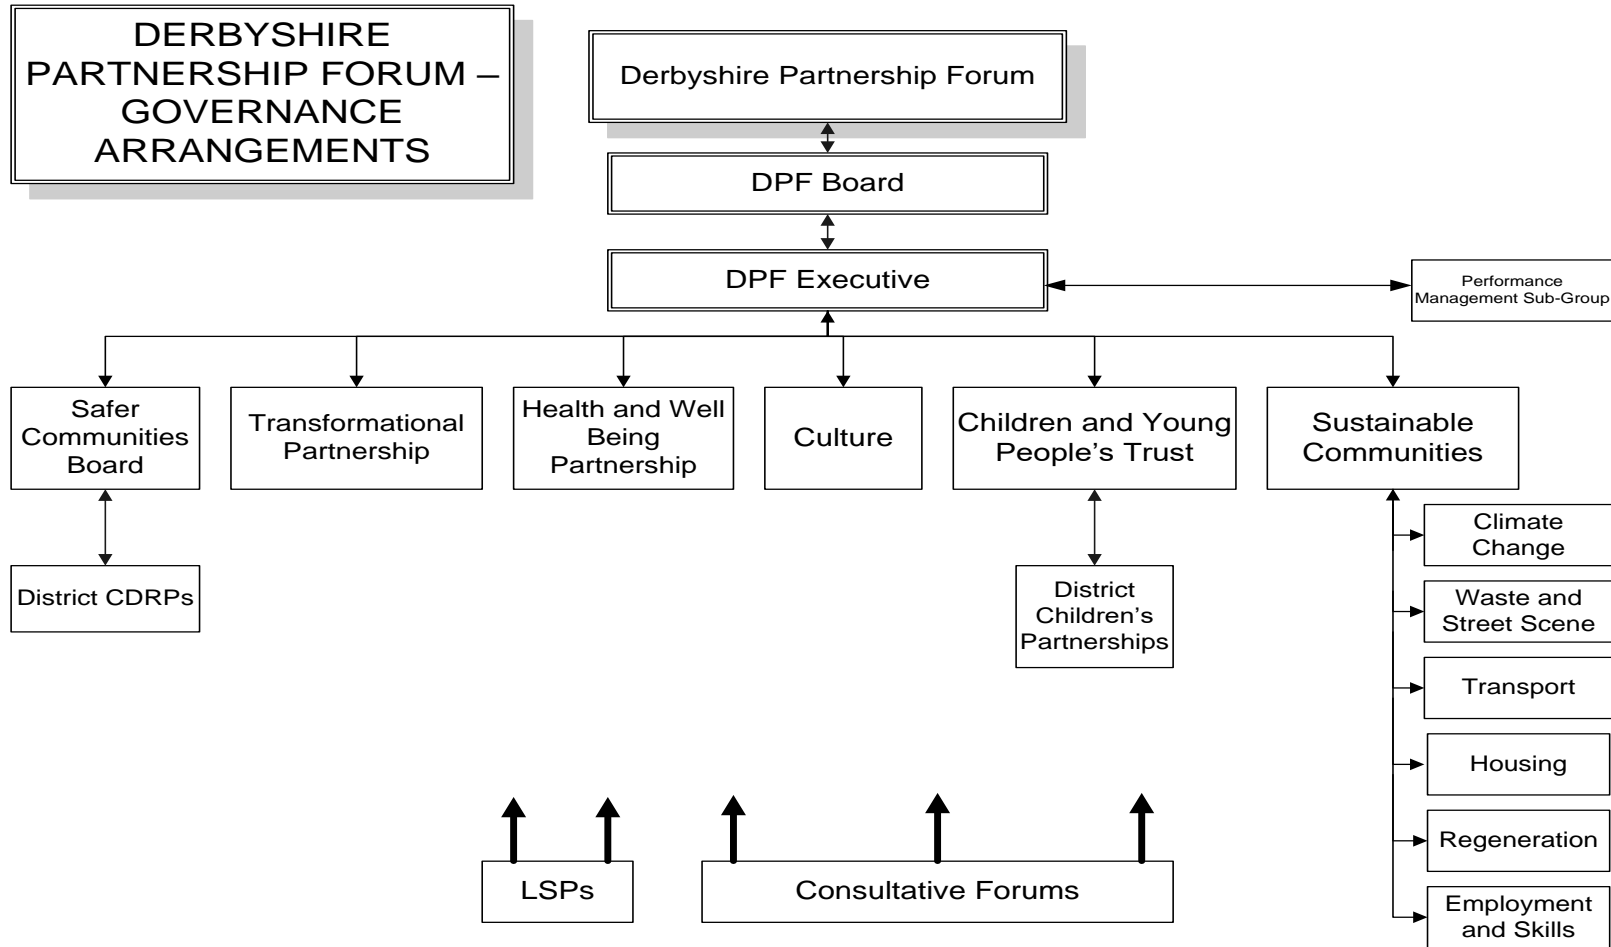 DERBYSHIRE
PARTNERSHIP FORUM –
GOVERNANCE
ARRANGEMENTS
Derbyshire Partnership Forum
DPF Board
DPF Executive
Performance
Management Sub-Group
Safer
Communities
Board
Transformational
Partnership
Health and Well
Being
Partnership
Culture
Children and Young
People’s Trust
Sustainable
Communities
District CDRPs
District
Children’s
Partnerships
Climate
Change
Waste and
Street Scene
Transport
Housing
Regeneration
Employment
and Skills
LSPs
Consultative Forums